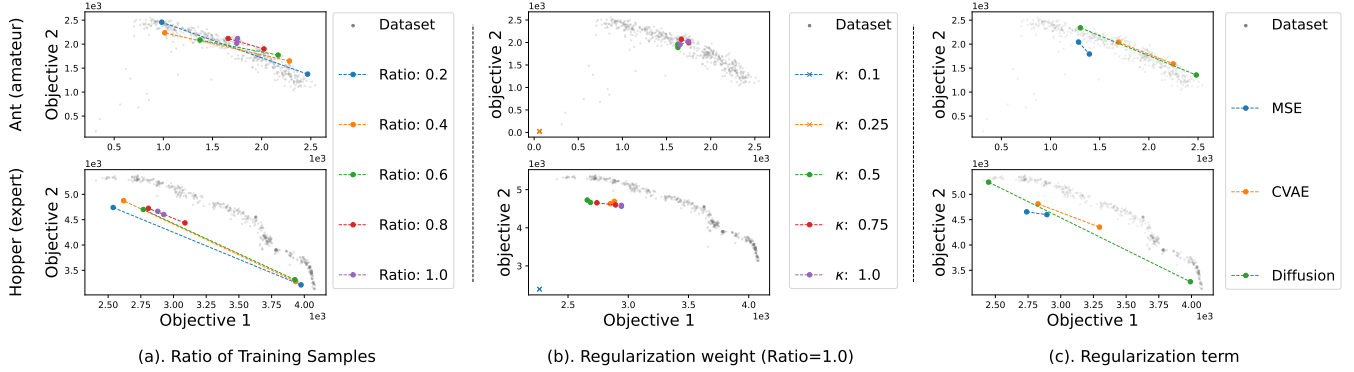 Ant (amateur)
Hopper (expert)
1e3
Objective 2
2.5
2.0
1.5
1.0
0.5
0.5
1.0
1.5
2.0
2.5
1e3
1e3
Objective 2
5.0
4.5
4.0
3.5
2.50
2.75
3.00
3.25
3.50
3.75
4.00
1e3
Objective 1
Dataset
Ratio: 0.2
Ratio: 0.4
Ratio: 0.6
Ratio: 0.8
Ratio: 1.0
(a). Ratio of Training Samples
1e3
objective 2
2.5
2.0
1.5
1.0
0.5
0.0
0.0
0.5
1.0
1.5
2.0
2.5
1e3
1e3
objective 2
5
4
3
2.5
3.0
3.5
4.0
1e3
Objective 1
Dataset
κ: 0.1
κ: 0.25
κ: 0.5
κ: 0.75
κ: 1.0
(b). Regularization weight (Ratio=1.0)
1e3
objective 2
2.5
2.0
1.5
1.0
0.5
0.5
1.0
1.5
2.0
2.5
1e3
1e3
objective 2
5.0
4.5
4.0
3.5
2.50
2.75
3.00
3.25
3.50
3.75
4.00
1e3
Objective 1
Dataset
MSE
CVAE
Diffusion
(c). Regularization term